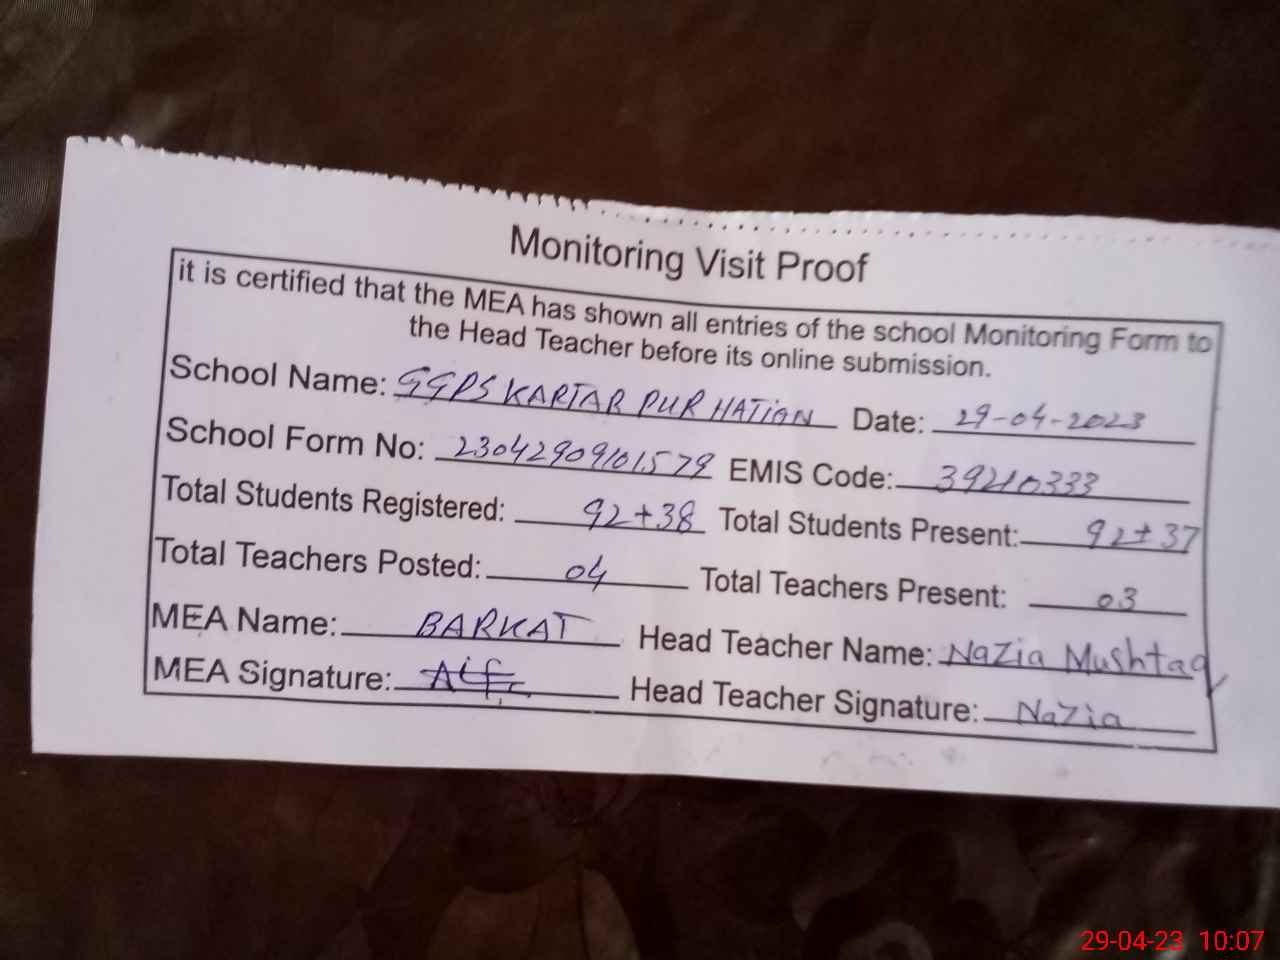 Monitoring Visit Proof
it is certified that the MEA has shown all entries of the school Monitoring Form to
the Head Teacher before its online submission.
School Name: GGPS KARTAR PUR HATIAN Date: 29-04-2023
School Form No: 23042909101579 EMIS Code: 39210333
Total Students Registered: 92+38 Total Students Present: 92+37
Total Teachers Posted: 04 Total Teachers Present: 03
MEA Name: BARKAT Head Teacher Name: Nazia Mushtaq
MEA Signature: Head Teacher Signature: Nazia
29-04-23 10:07